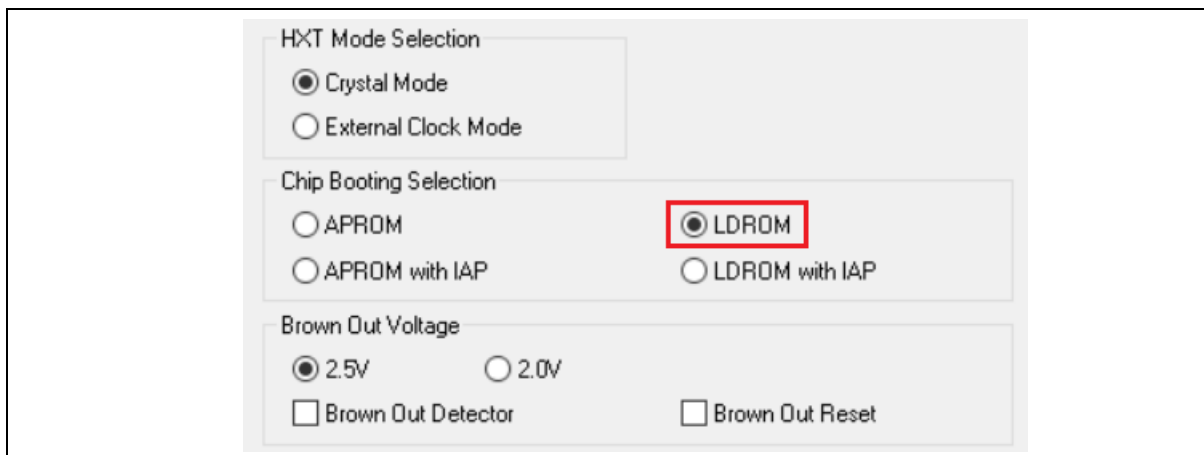 HXT Mode Selection
Crystal Mode
External Clock Mode
Chip Booting Selection
APROM LDROM
APROM with IAP LDROM with IAP
Brown Out Voltage
2.5V 2.0V
Brown Out Detector Brown Out Reset